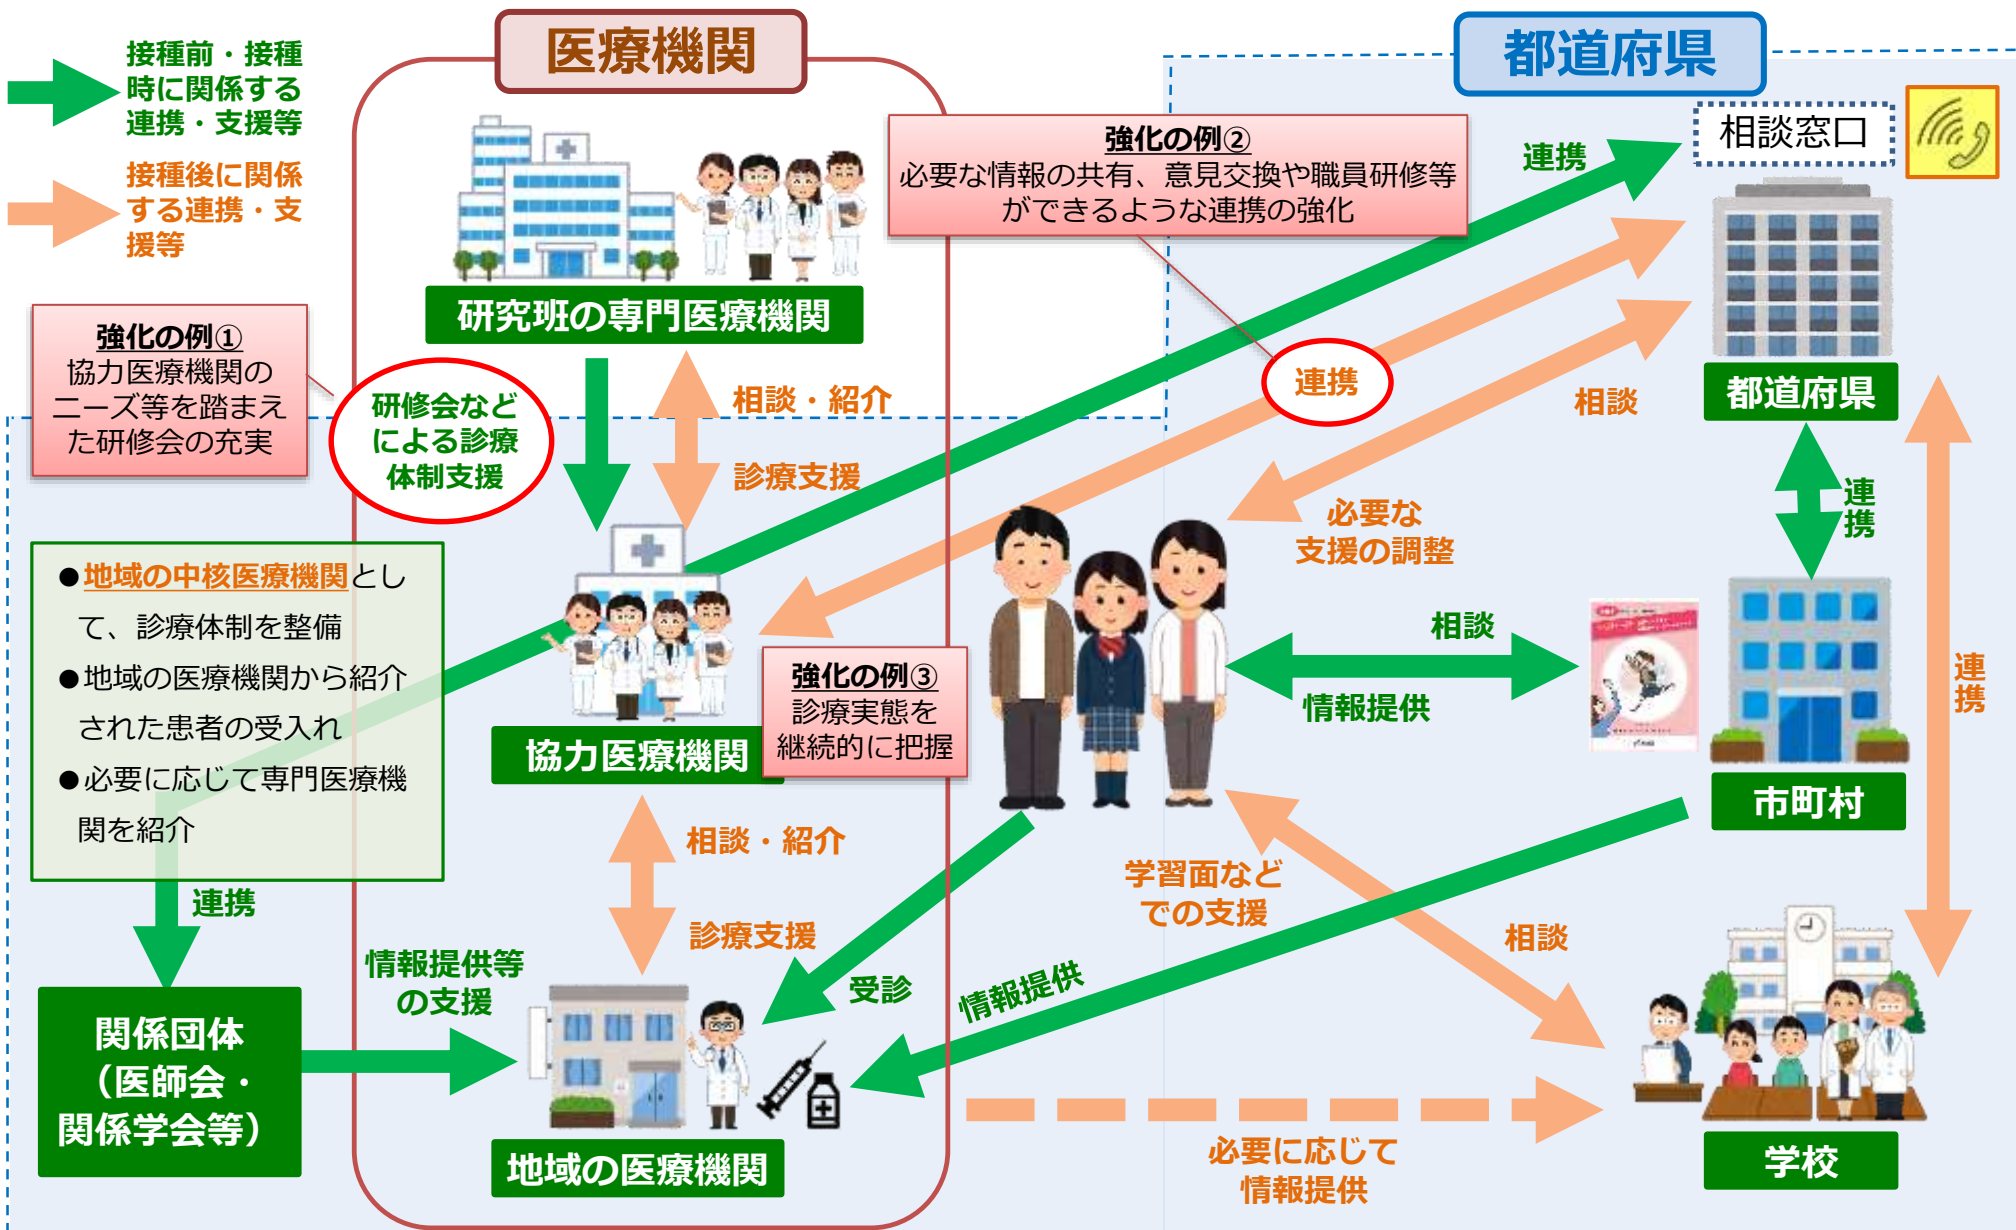 接種前・接種
時に関係する
連携・支援等
接種後に関係
する連携・支
援等
医療機関
都道府県
相談窓口
強化の例②
必要な情報の共有、意見交換や職員研修等
ができるような連携の強化
連携
研究班の専門医療機関
強化の例①
協力医療機関の
ニーズ等を踏まえ
た研修会の充実
研修会など
による診療
体制支援
相談・紹介
診療支援
連携
相談
都道府県
必要な
支援の調整
連携
●地域の中核医療機関とし
て、診療体制を整備
●地域の医療機関から紹介
された患者の受入れ
●必要に応じて専門医療機
関を紹介
協力医療機関
強化の例③
診療実態を
継続的に把握
相談
情報提供
市町村
連携
相談・紹介
診療支援
連携
情報提供等
の支援
受診
情報提供
学習面など
での支援
相談
関係団体
（医師会・
関係学会等）
地域の医療機関
必要に応じて
情報提供
学校